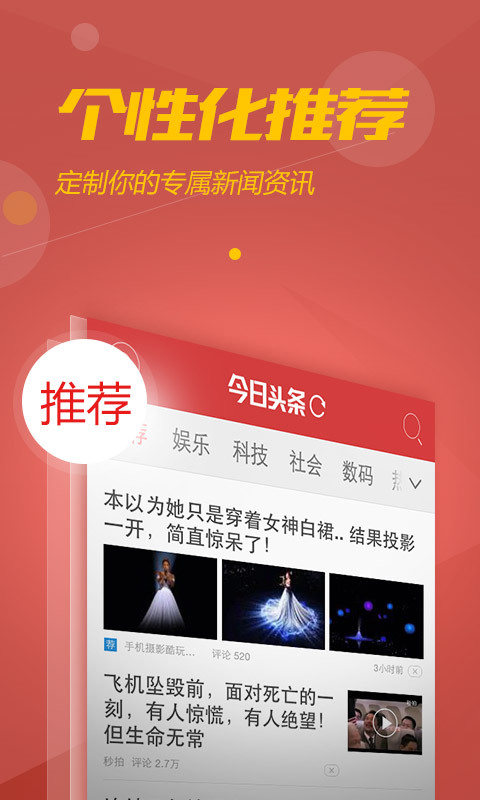 个性化推荐
定制你的专属新闻资讯
今日头条
推荐
荐 娱乐 科技 社会 数码 热
本以为她只是穿着女神白裙.. 结果投影
一开，简直惊呆了！
荐 手机摄影酷玩... 评论 520
3小时前
飞机坠毁前，面对死亡的一
刻，有人惊慌，有人绝望！
但生命无常
秒拍 评论 2.7万